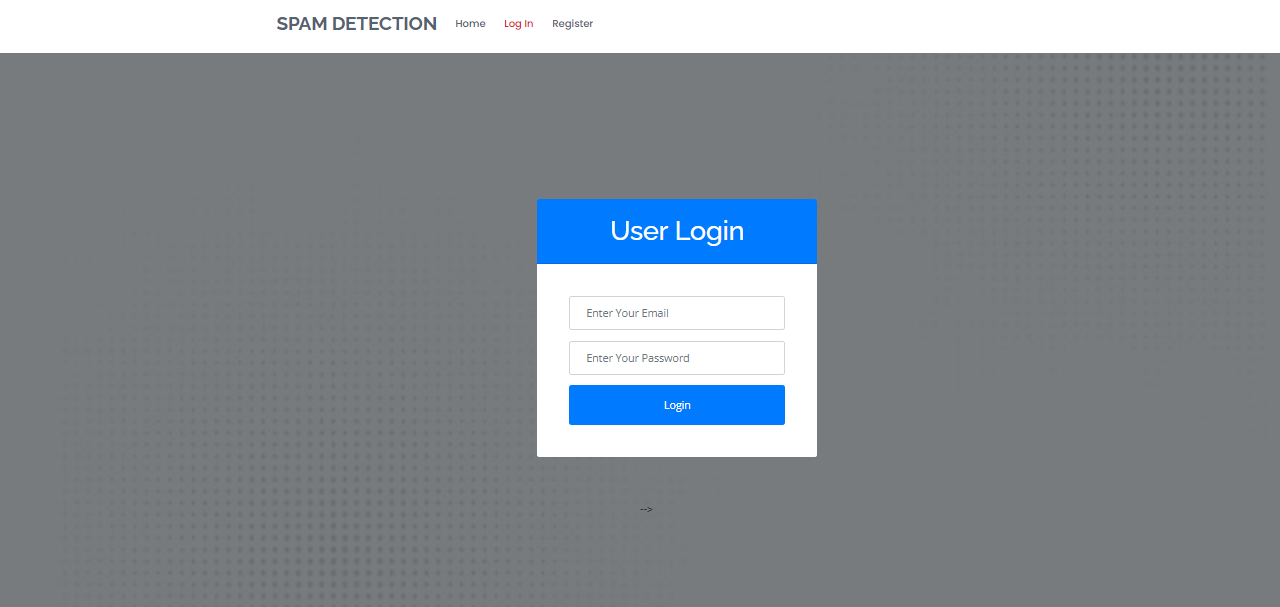 SPAM DETECTION Home Log In Register
User Login
Enter Your Email
Enter Your Password
Login
-->